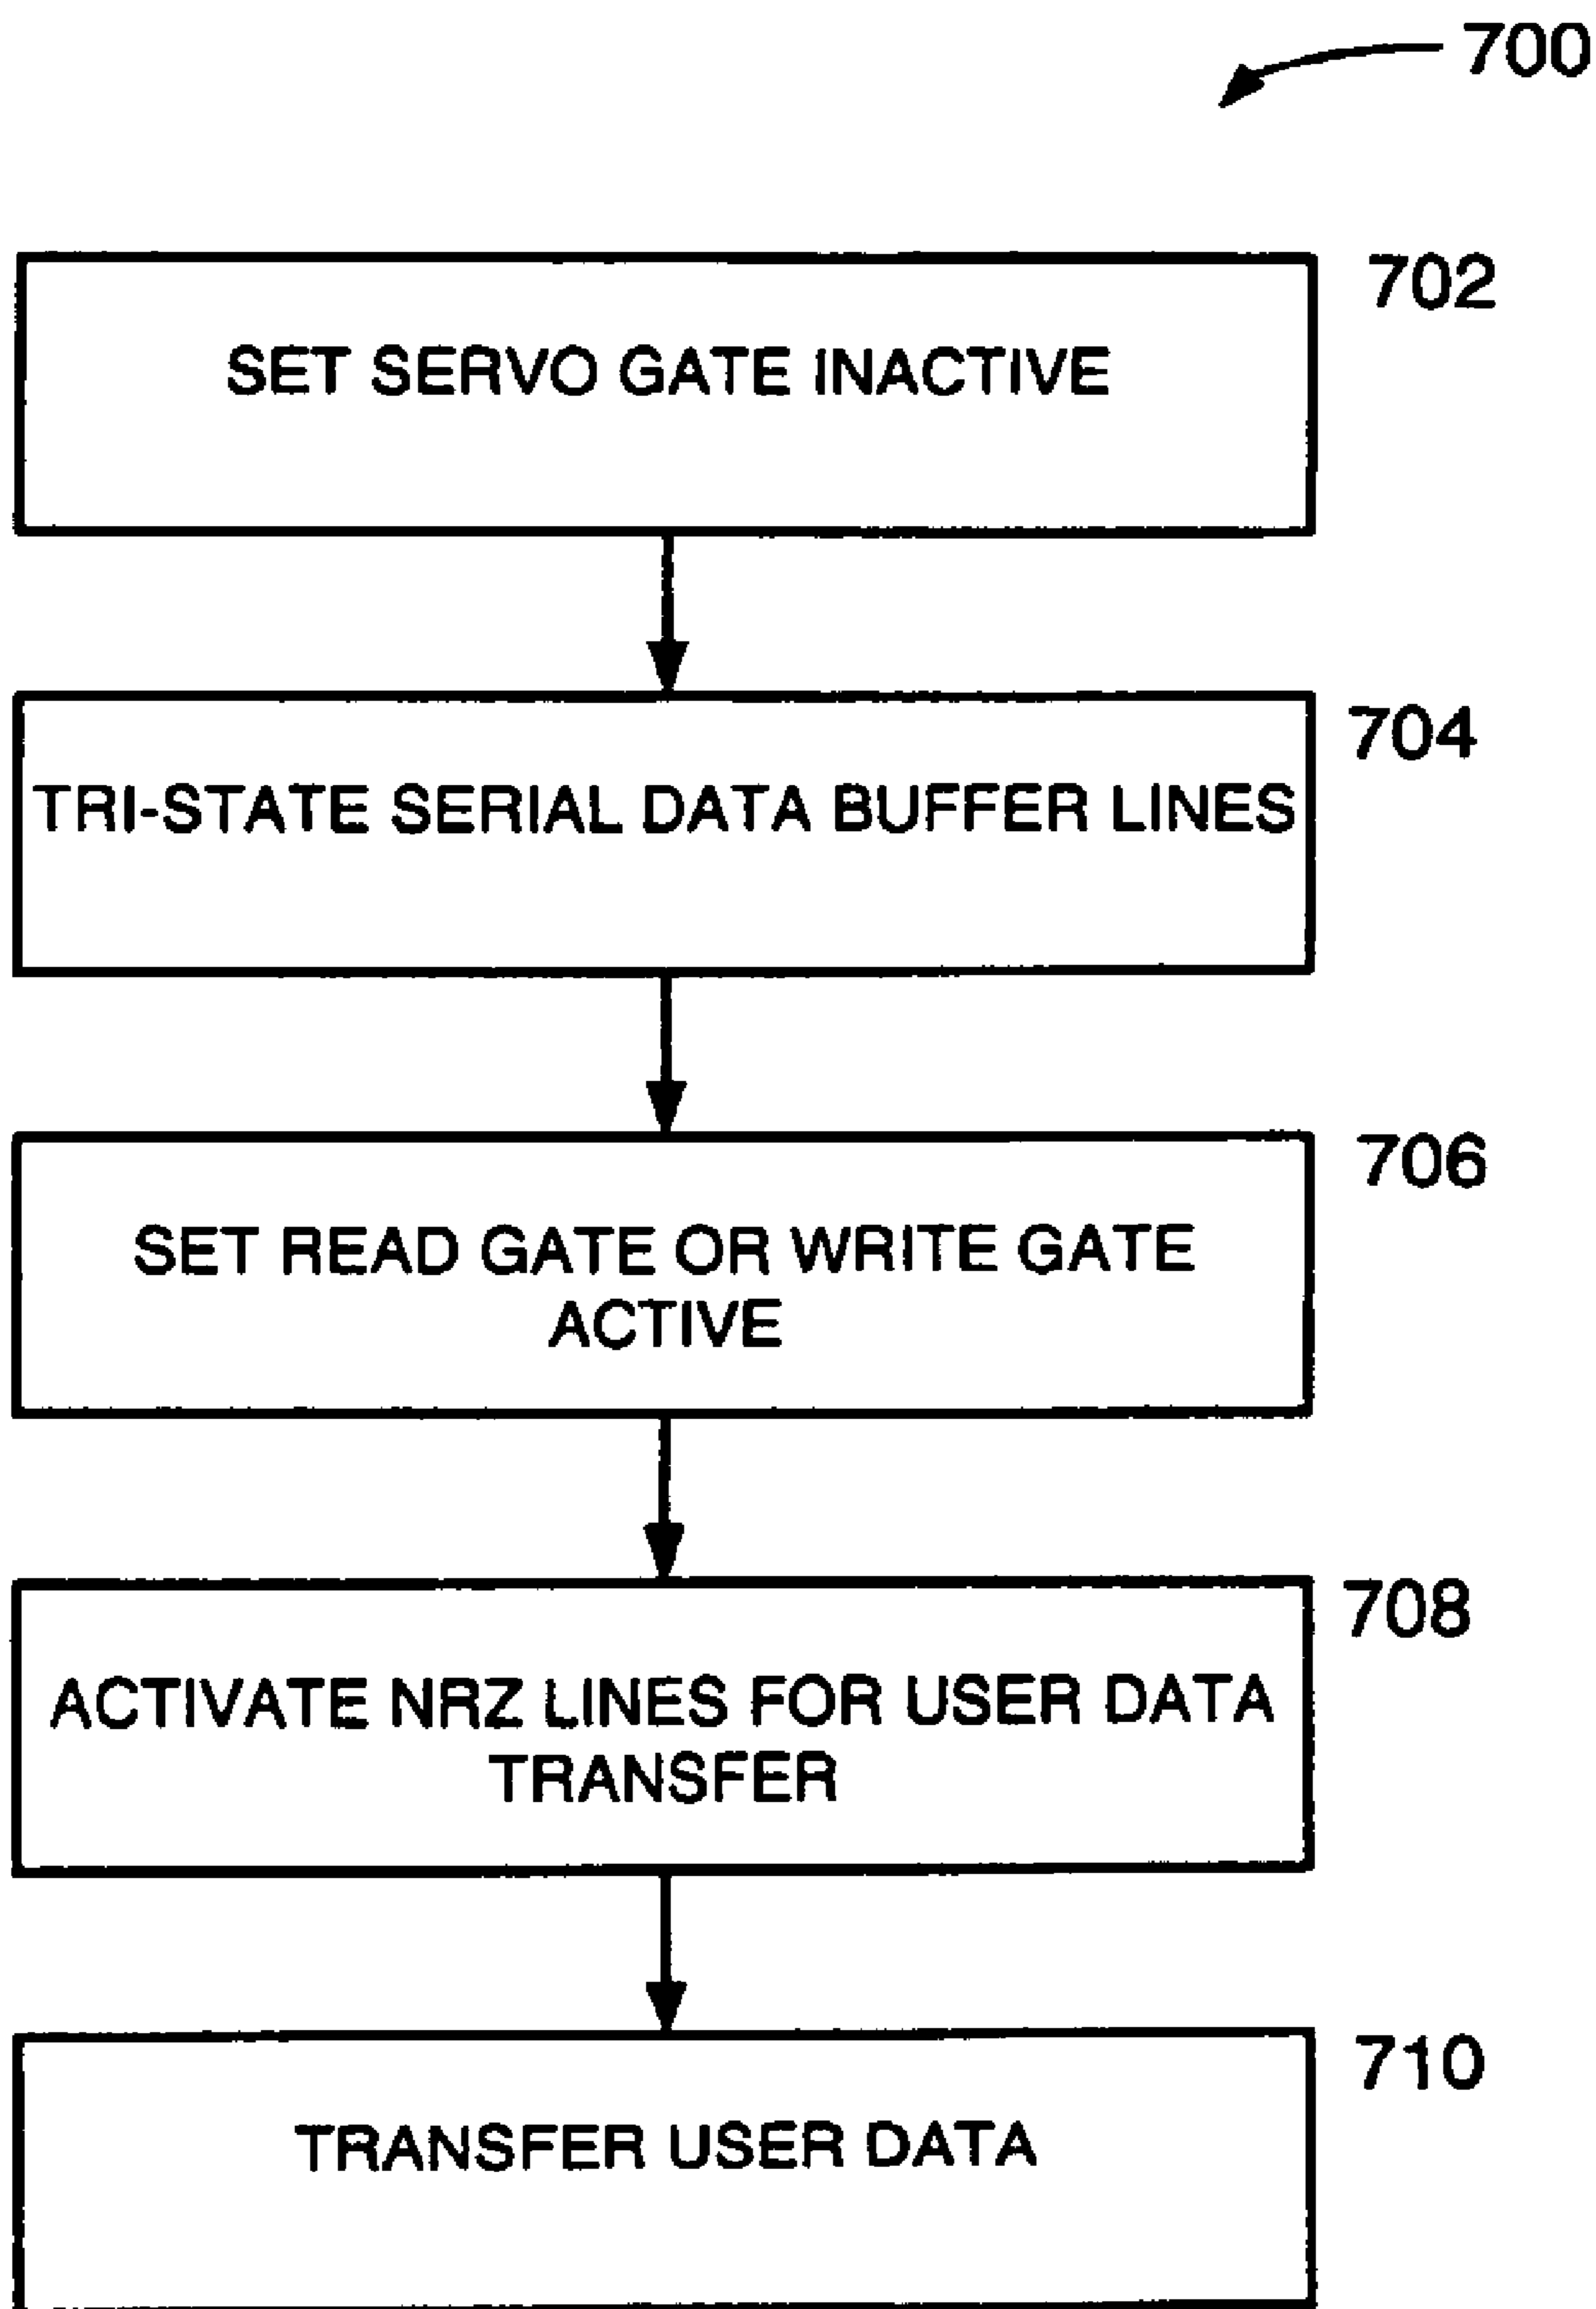 700
702
SET SERVO GATE INACTIVE
704
TRI-STATE SERIAL DATA BUFFER LINES
706
SET READ GATE OR WRITE GATE
ACTIVE
708
ACTIVATE NRZ LINES FOR USER DATA
TRANSFER
710
TRANSFER USER DATA